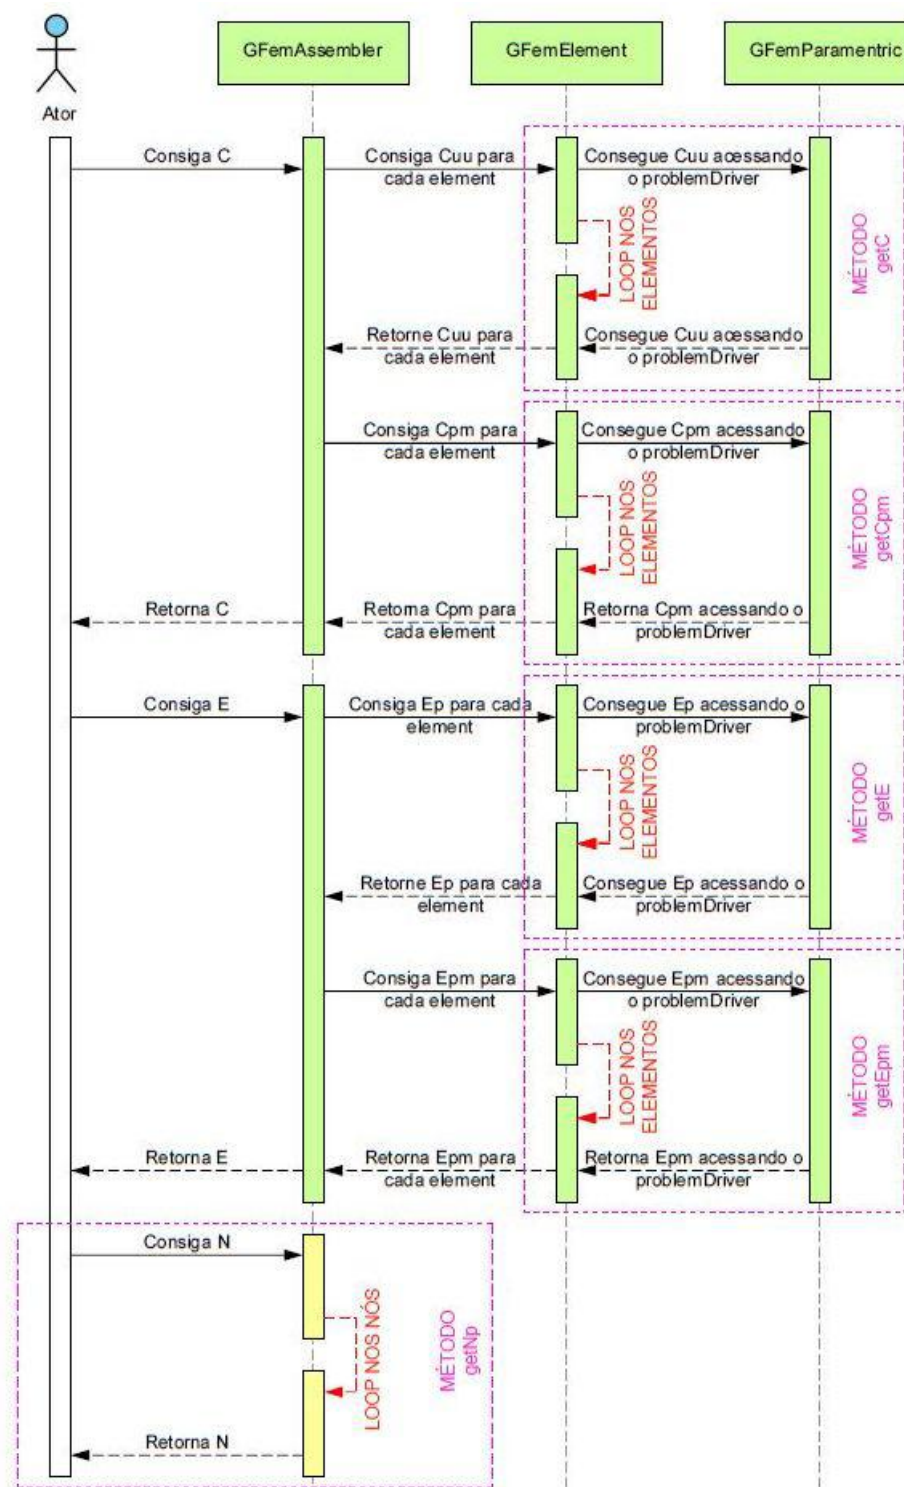 GFemAssembler
GFemElement
GFemParamentric
Ator
Consiga C
Consiga Cuu para
cada element
Consegue Cuu acessando
o problemDriver
LOOP NOS
ELEMENTOS
MÉTODO
getC
Retorne Cuu para
cada element
Consegue Cuu acessando
o problemDriver
Consiga Cpm para
cada element
Consegue Cpm acessando
o problemDriver
LOOP NOS
ELEMENTOS
MÉTODO
getCpm
Retorna C
Retorna Cpm para
cada element
Retorna Cpm acessando o
problemDriver
Consiga E
Consiga Ep para cada
element
Consegue Ep acessando o
problemDriver
LOOP NOS
ELEMENTOS
MÉTODO
getE
Retorne Ep para cada
element
Consegue Ep acessando o
problemDriver
Consiga Epm para
cada element
Consegue Epm acessando
o problemDriver
LOOP NOS
ELEMENTOS
MÉTODO
getEpm
Retorna E
Retorna Epm para
cada element
Retorna Epm acessando o
problemDriver
Consiga N
LOOP NOS NÓS
MÉTODO
getNp
Retorna N